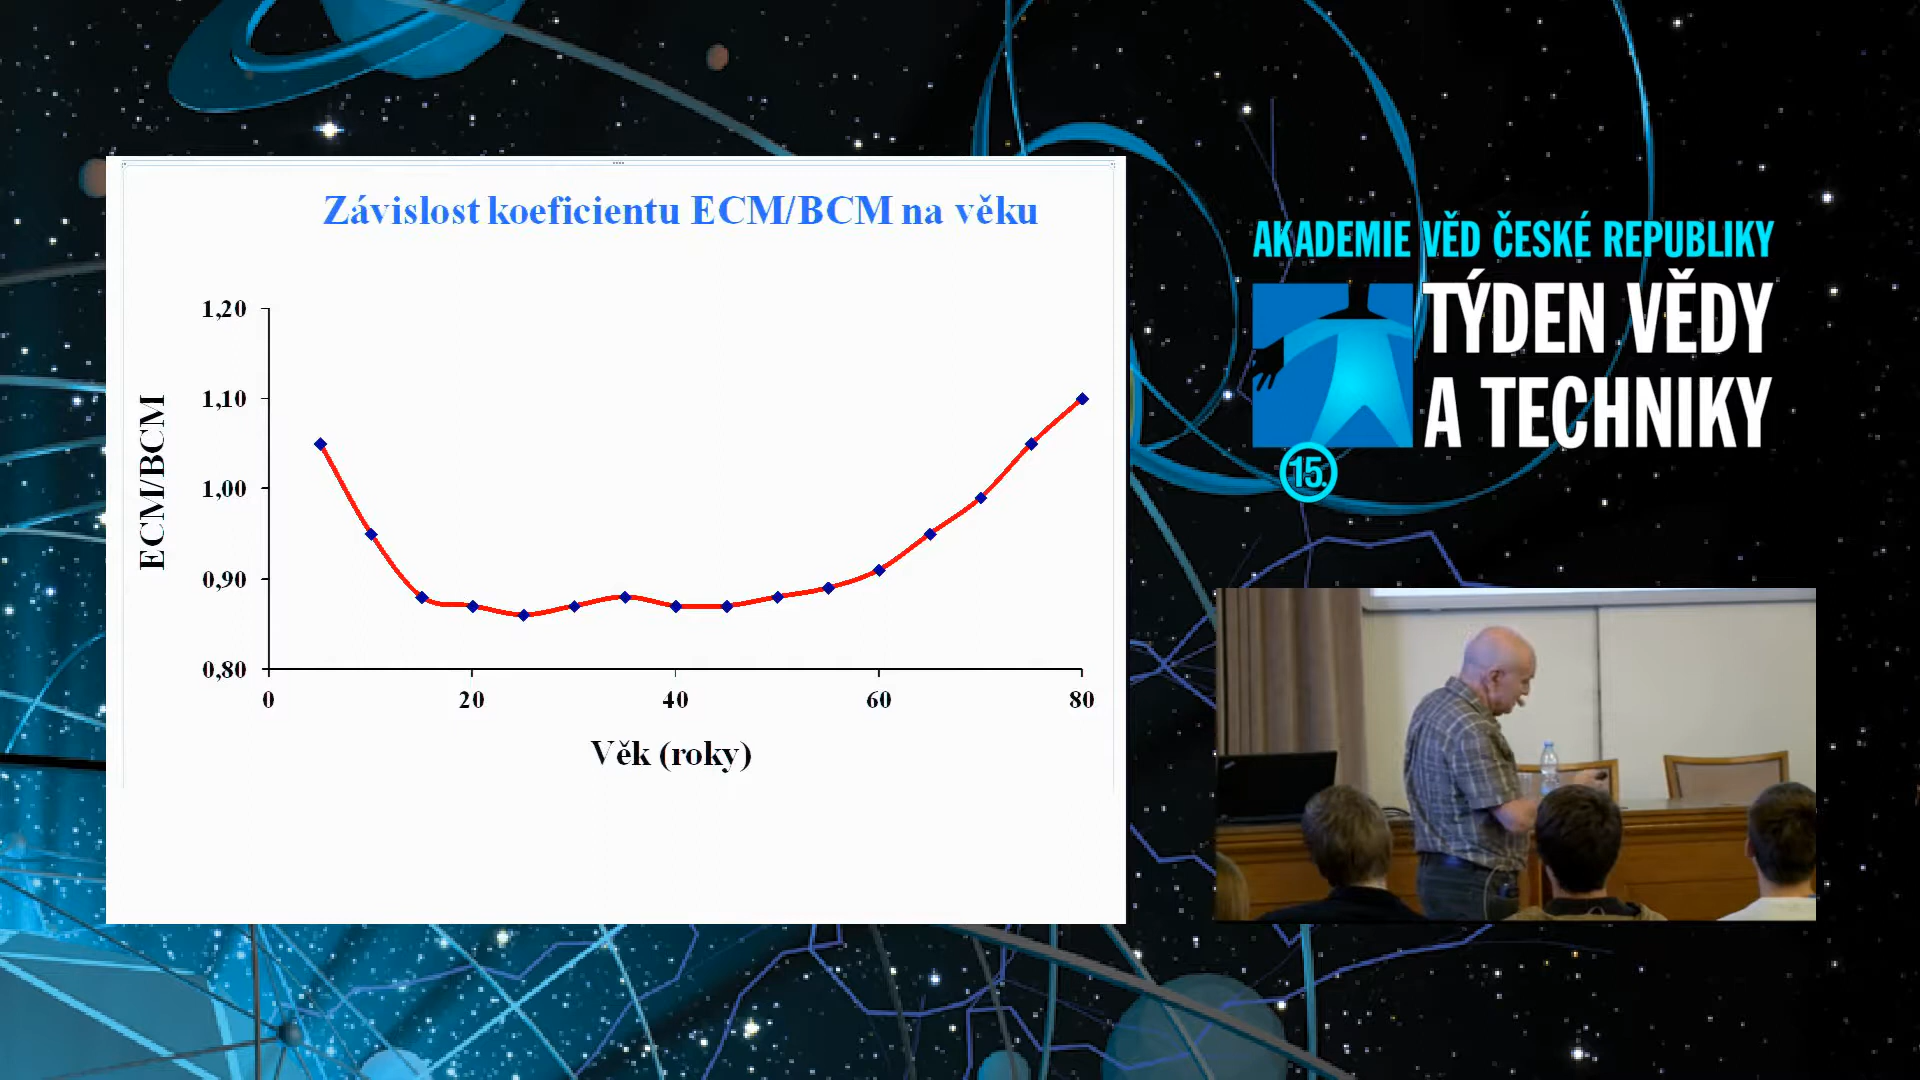 Závislost koeficientu ECM/BCM na věku
1,20
1,10
1,00
0,90
0,80
ECM/BCM
0 20 40 60 80
Věk (roky)
AKADEMIE VĚD ČESKÉ REPUBLIKY
TÝDEN VĚDY
A TECHNIKY
15.